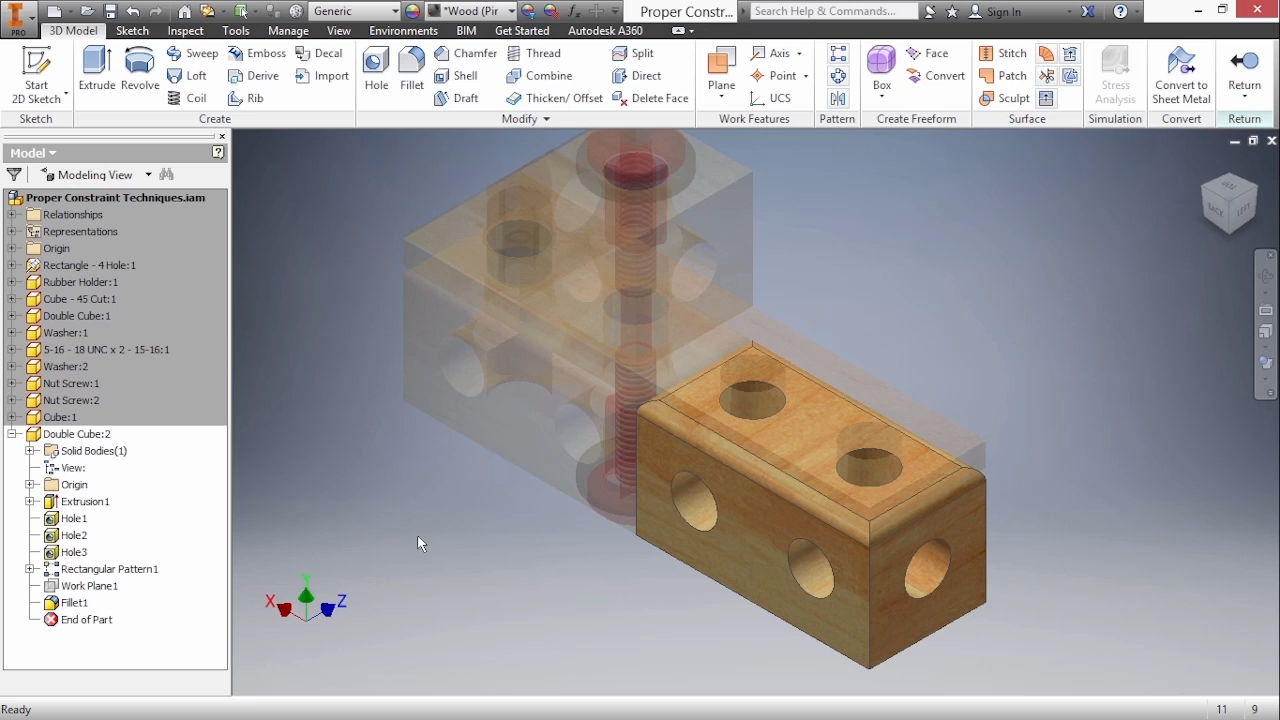 Generic
*Wood (Pir
Proper Constr...
Search Help & Commands...
Sign In
PRO
3D Model
Sketch
Inspect
Tools
Manage
View
Environments
BIM
Get Started
Autodesk A360
Start
2D Sketch
Extrude
Revolve
Sweep
Loft
Coil
Emboss
Derive
Rib
Decal
Import
Hole
Fillet
Chamfer
Shell
Draft
Thread
Combine
Thicken/ Offset
Split
Direct
Delete Face
Plane
Axis
Point
UCS
Box
Face
Convert
Stitch
Patch
Sculpt
Stress
Analysis
Convert to
Sheet Metal
Return
Sketch
Create
Modify
Work Features
Pattern
Create Freeform
Surface
Simulation
Convert
Return
Model
Modeling View
Proper Constraint Techniques.iam
Relationships
Representations
Origin
Rectangle - 4 Hole:1
Rubber Holder:1
Cube - 45 Cut:1
Double Cube:1
Washer:1
5-16 - 18 UNC x 2 - 15-16:1
Washer:2
Nut Screw:1
Nut Screw:2
Cube:1
Double Cube:2
Solid Bodies(1)
View:
Origin
Extrusion1
Hole1
Hole2
Hole3
Rectangular Pattern1
Work Plane1
Fillet1
End of Part
BACK
LEFT
X
Y
Z
Ready
11
9